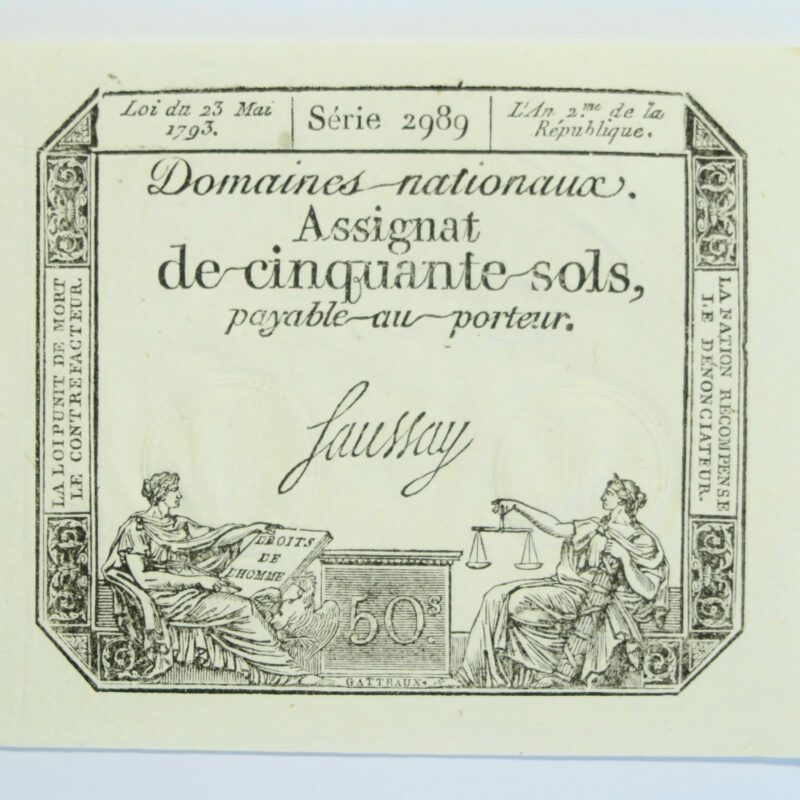 Loi du 23 Mai
1793.
Série 2989
L'An 2.me de la
République.
Domaines nationaux.
Assignat
de cinquante sols,
payable au porteur.
LA LOI PUNIT DE MORT
LE CONTREFACTEUR.
LA NATION RÉCOMPENSE
LE DÉNONCIATEUR.
Saussay
DROITS
DE
L'HOMME
50.s
GATTEAUX.